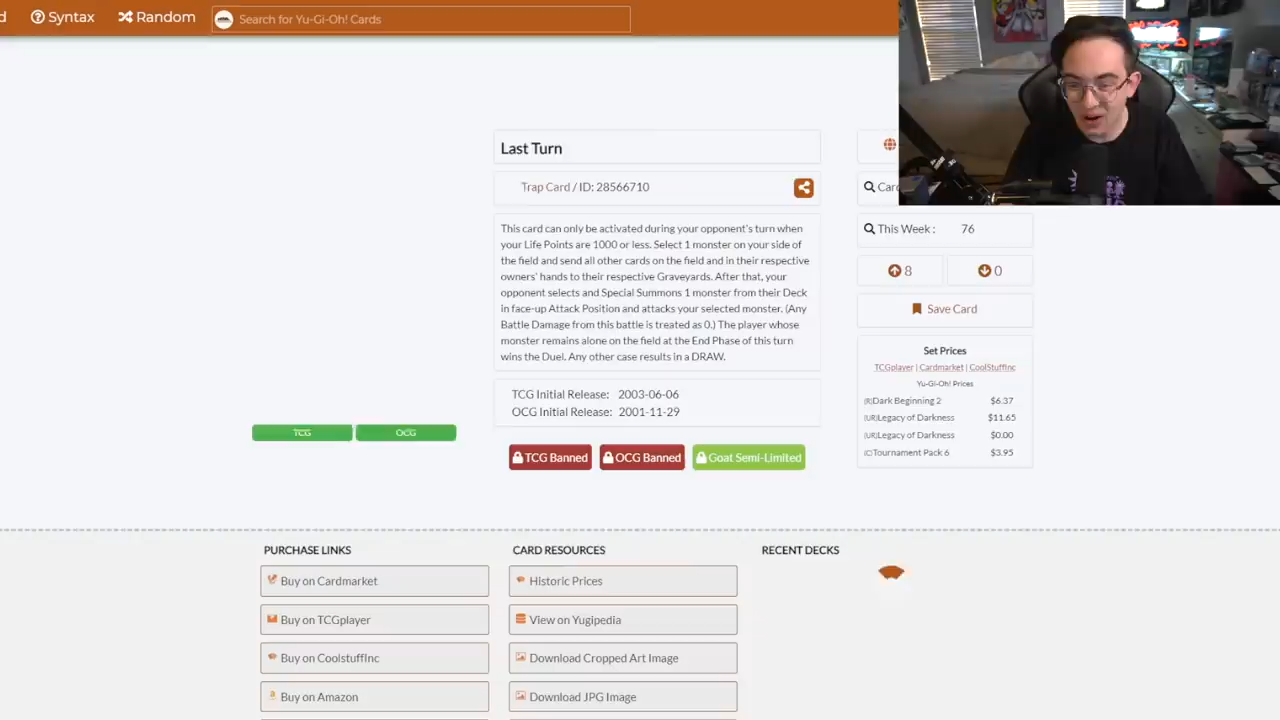 d
Syntax
Random
Search for Yu-Gi-Oh! Cards
Last Turn
Trap Card / ID: 28566710
This card can only be activated during your opponent's turn when
your Life Points are 1000 or less. Select 1 monster on your side of
the field and send all other cards on the field and in their respective
owners' hands to their respective Graveyards. After that, your
opponent selects and Special Summons 1 monster from their Deck
in face-up Attack Position and attacks your selected monster. (Any
Battle Damage from this battle is treated as 0.) The player whose
monster remains alone on the field at the End Phase of this turn
wins the Duel. Any other case results in a DRAW.
TCG Initial Release: 2003-06-06
OCG Initial Release: 2001-11-29
TCG
OCG
TCG Banned
OCG Banned
Goat Semi-Limited
Card
This Week : 76
8
0
Save Card
Set Prices
TCGplayer | Cardmarket | CoolStuffInc
Yu-Gi-Oh! Prices
(R)Dark Beginning 2 $6.37
(UR)Legacy of Darkness $11.65
(UR)Legacy of Darkness $0.00
(C)Tournament Pack 6 $3.95
PURCHASE LINKS
Buy on Cardmarket
Buy on TCGplayer
Buy on CoolstuffInc
Buy on Amazon
CARD RESOURCES
Historic Prices
View on Yugipedia
Download Cropped Art Image
Download JPG Image
RECENT DECKS